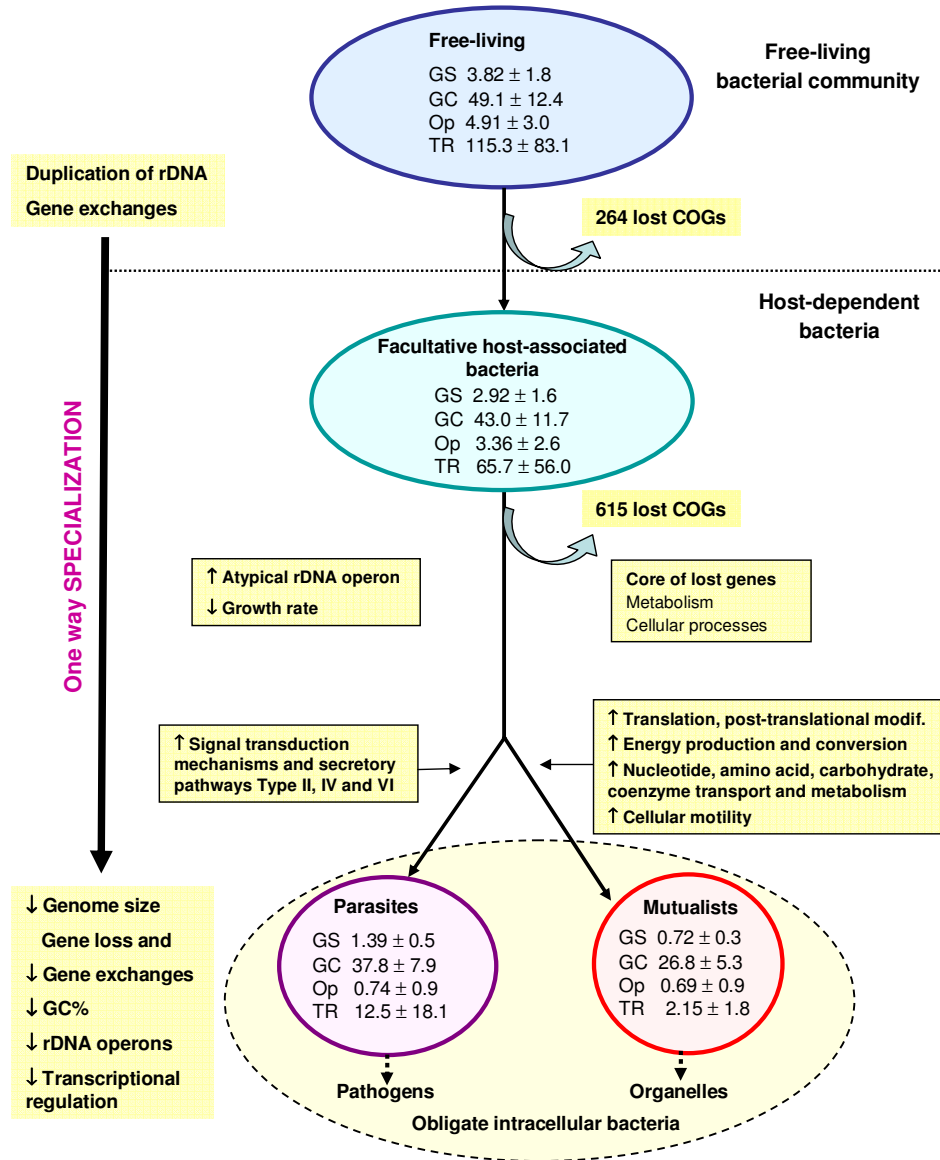 Free-living
GS 3.82 ± 1.8
GC 49.1 ± 12.4
Op 4.91 ± 3.0
TR 115.3 ± 83.1
Free-living
bacterial community
Duplication of rDNA
Gene exchanges
264 lost COGs
Host-dependent
bacteria
Facultative host-associated
bacteria
GS 2.92 ± 1.6
GC 43.0 ± 11.7
Op 3.36 ± 2.6
TR 65.7 ± 56.0
One way SPECIALIZATION
615 lost COGs
↑ Atypical rDNA operon
↓ Growth rate
Core of lost genes
Metabolism
Cellular processes
↑ Signal transduction
mechanisms and secretory
pathways Type II, IV and VI
↑ Translation, post-translational modif.
↑ Energy production and conversion
↑ Nucleotide, amino acid, carbohydrate,
coenzyme transport and metabolism
↑ Cellular motility
↓ Genome size
Gene loss and
↓ Gene exchanges
↓ GC%
↓ rDNA operons
↓ Transcriptional
regulation
Parasites
GS 1.39 ± 0.5
GC 37.8 ± 7.9
Op 0.74 ± 0.9
TR 12.5 ± 18.1
Mutualists
GS 0.72 ± 0.3
GC 26.8 ± 5.3
Op 0.69 ± 0.9
TR 2.15 ± 1.8
Pathogens
Organelles
Obligate intracellular bacteria